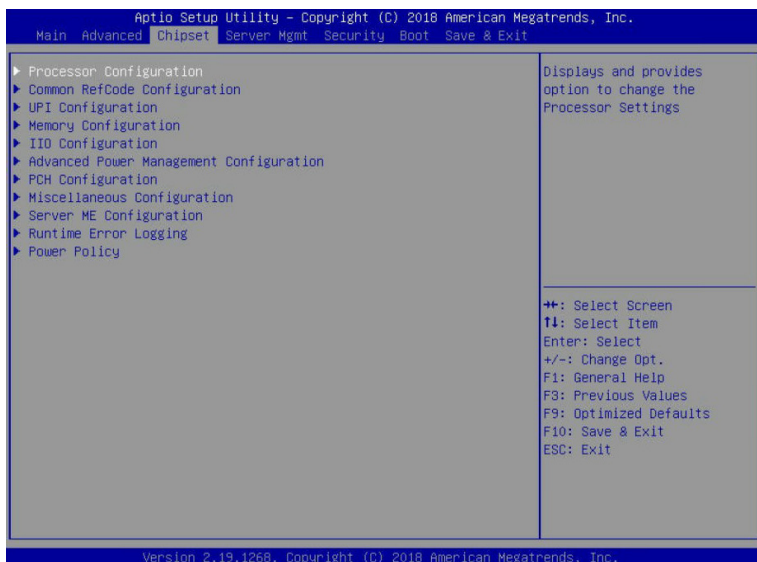 Aptio Setup Utility – Copyright (C) 2018 American Megatrends, Inc.
Main Advanced Chipset Server Mgmt Security Boot Save & Exit
Processor Configuration
Common RefCode Configuration
UPI Configuration
Memory Configuration
IIO Configuration
Advanced Power Management Configuration
PCH Configuration
Miscellaneous Configuration
Server ME Configuration
Runtime Error Logging
Power Policy
Displays and provides
option to change the
Processor Settings
→←: Select Screen
↑↓: Select Item
Enter: Select
+/-: Change Opt.
F1: General Help
F3: Previous Values
F9: Optimized Defaults
F10: Save & Exit
ESC: Exit
Version 2.19.1268. Copyright (C) 2018 American Megatrends, Inc.